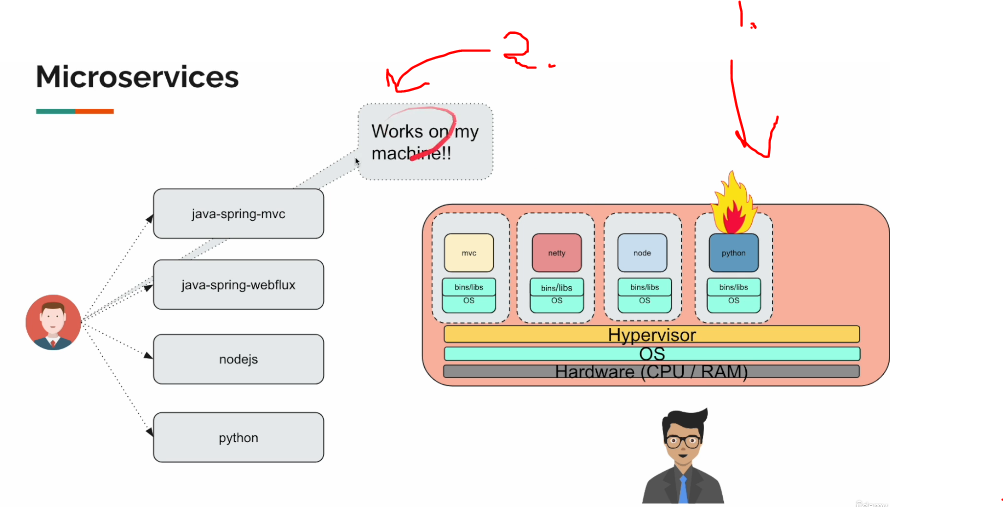 1.
2.
Microservices
Works on my
machine!!
java-spring-mvc
java-spring-webflux
nodejs
python
mvc
netty
node
python
bins/libs
bins/libs
bins/libs
bins/libs
OS
OS
OS
OS
Hypervisor
OS
Hardware (CPU / RAM)